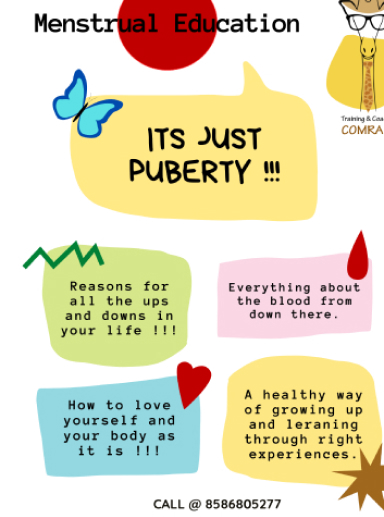 Menstrual Education
Training & Coa
COMRA
ITS JUST
PUBERTY !!!
Reasons for
all the ups
and downs in
your life !!!
Everything about
the blood from
down there.
How to love
yourself and
your body as
it is !!!
A healthy way
of growing up
and leraning
through right
experiences.
CALL @ 8586805277